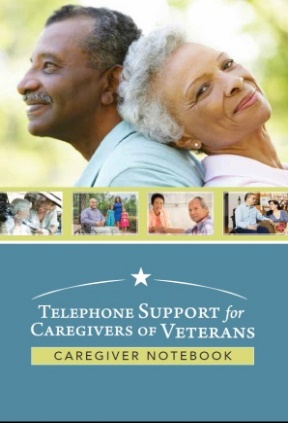 TELEPHONE SUPPORT for
CAREGIVERS OF VETERANS
CAREGIVER NOTEBOOK